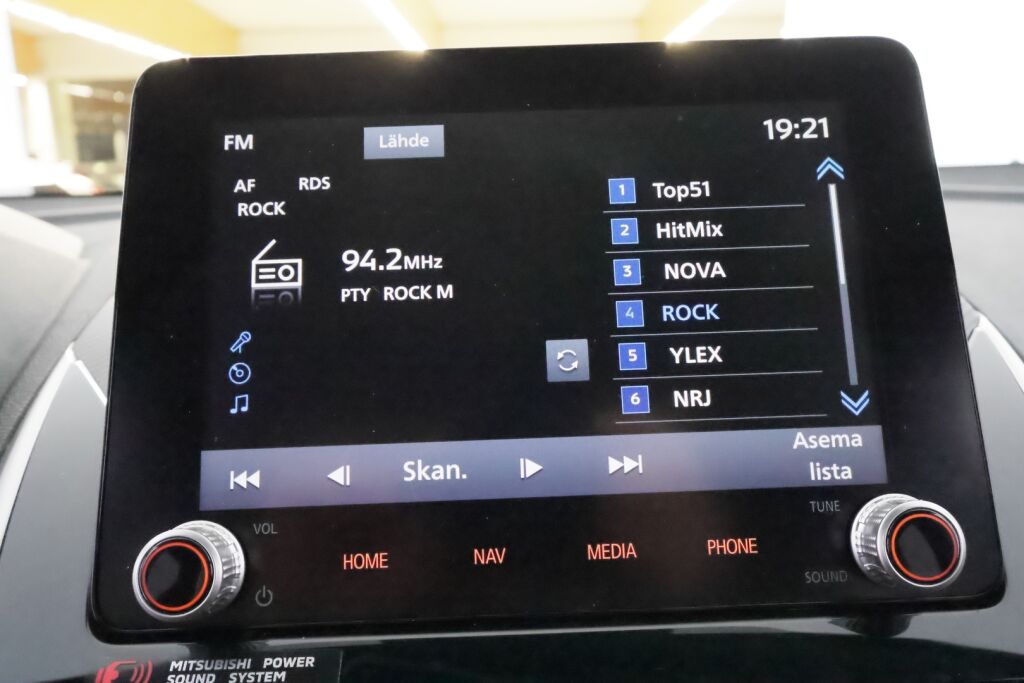 FM
Lähde
19:21
AF RDS
ROCK
94.2MHz
PTY ROCK M
1 Top51
2 HitMix
3 NOVA
4 ROCK
5 YLEX
6 NRJ
Skan.
Asema
lista
VOL
TUNE
HOME NAV MEDIA PHONE
SOUND
MITSUBISHI POWER
SOUND SYSTEM